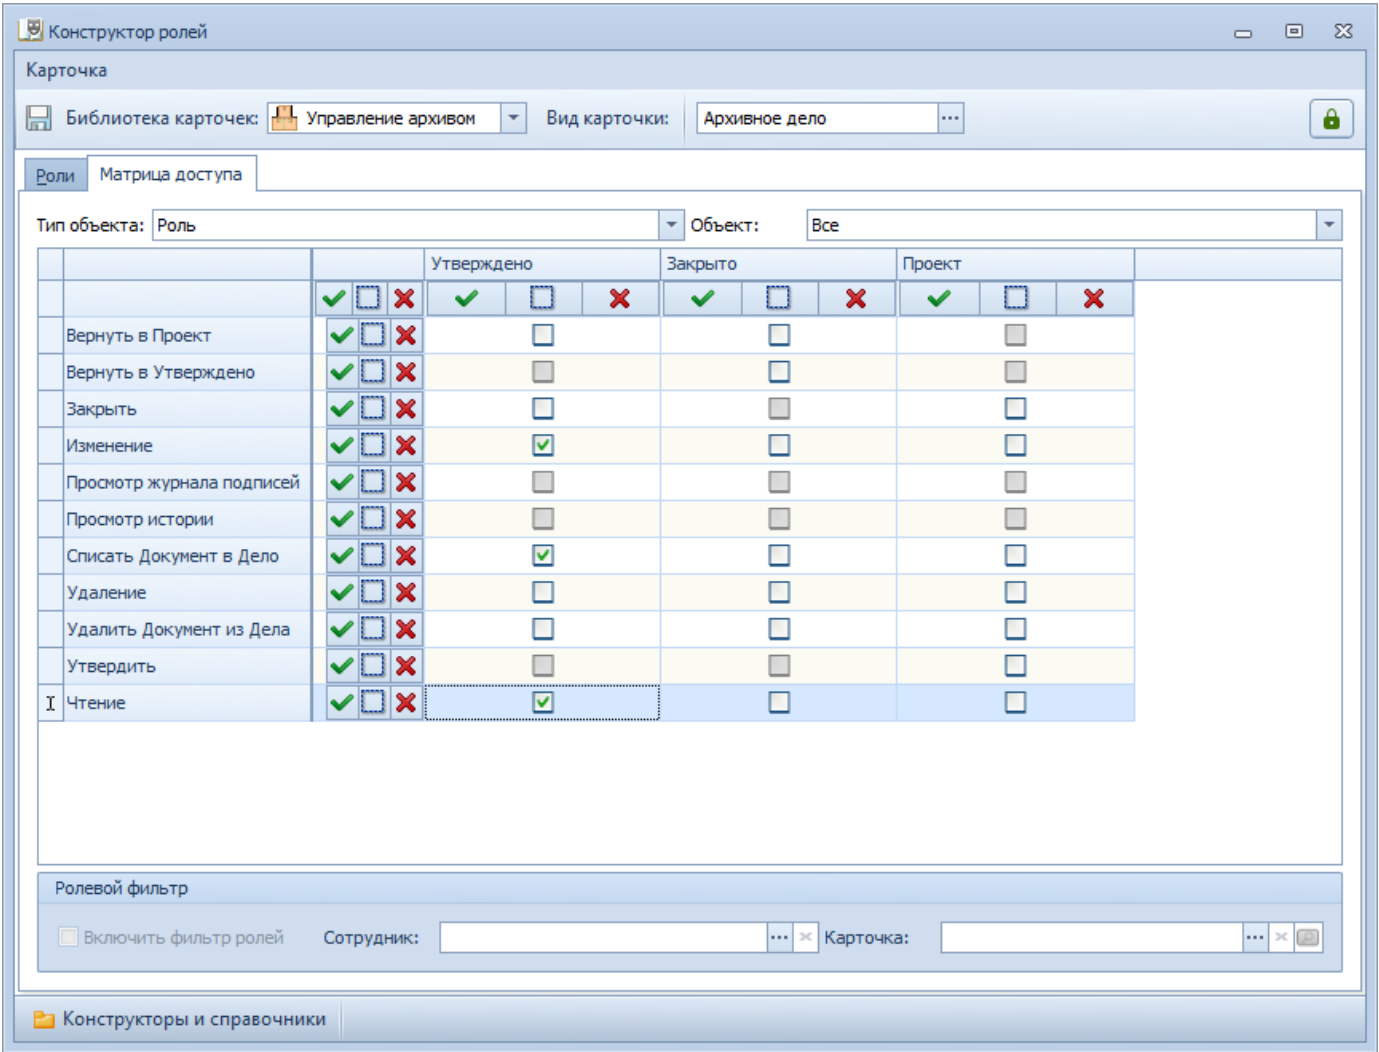 Конструктор ролей
Карточка
Библиотека карточек: Управление архивом Вид карточки: Архивное дело ...
Роли Матрица доступа
Тип объекта: Роль Объект: Все
Утверждено Закрыто Проект
Вернуть в Проект
Вернуть в Утверждено
Закрыть
Изменение
Просмотр журнала подписей
Просмотр истории
Списать Документ в Дело
Удаление
Удалить Документ из Дела
Утвердить
Чтение
Ролевой фильтр
Включить фильтр ролей Сотрудник: ... Карточка: ...
Конструкторы и справочники